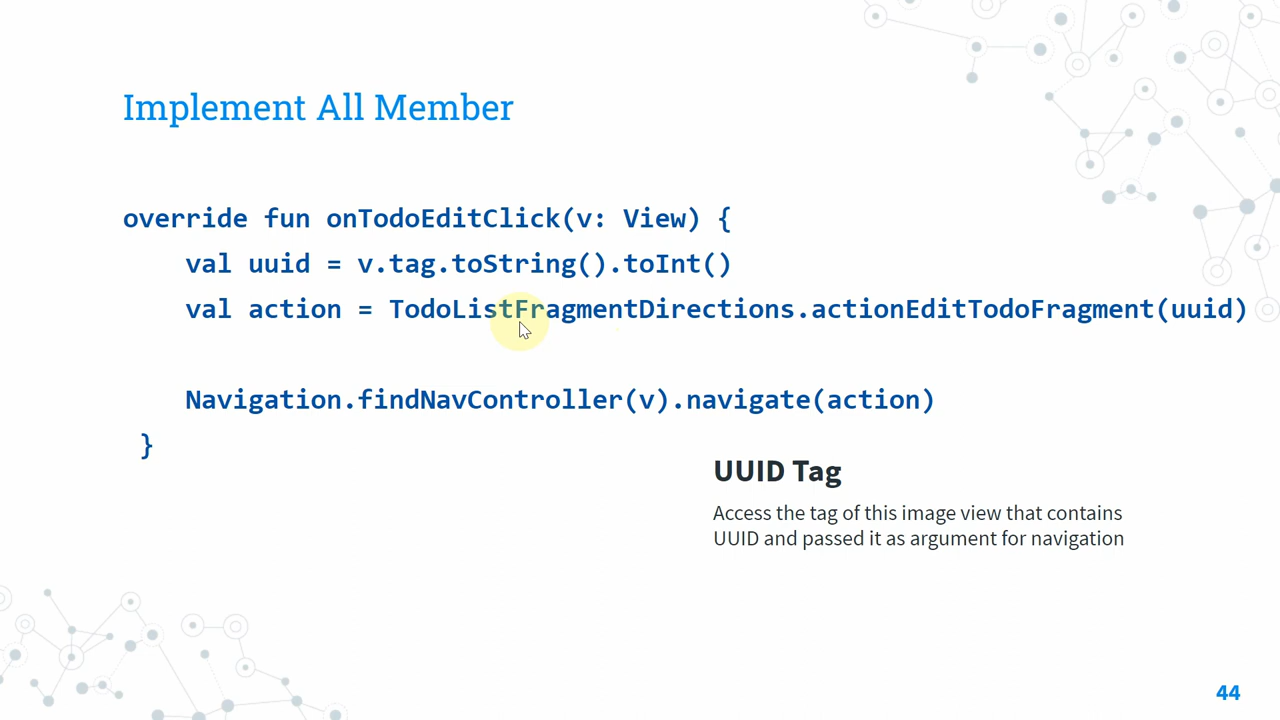 Implement All Member
override fun onTodoEditClick(v: View) {
val uuid = v.tag.toString().toInt()
val action = TodoListFragmentDirections.actionEditTodoFragment(uuid)
Navigation.findNavController(v).navigate(action)
}
UUID Tag
Access the tag of this image view that contains
UUID and passed it as argument for navigation
44